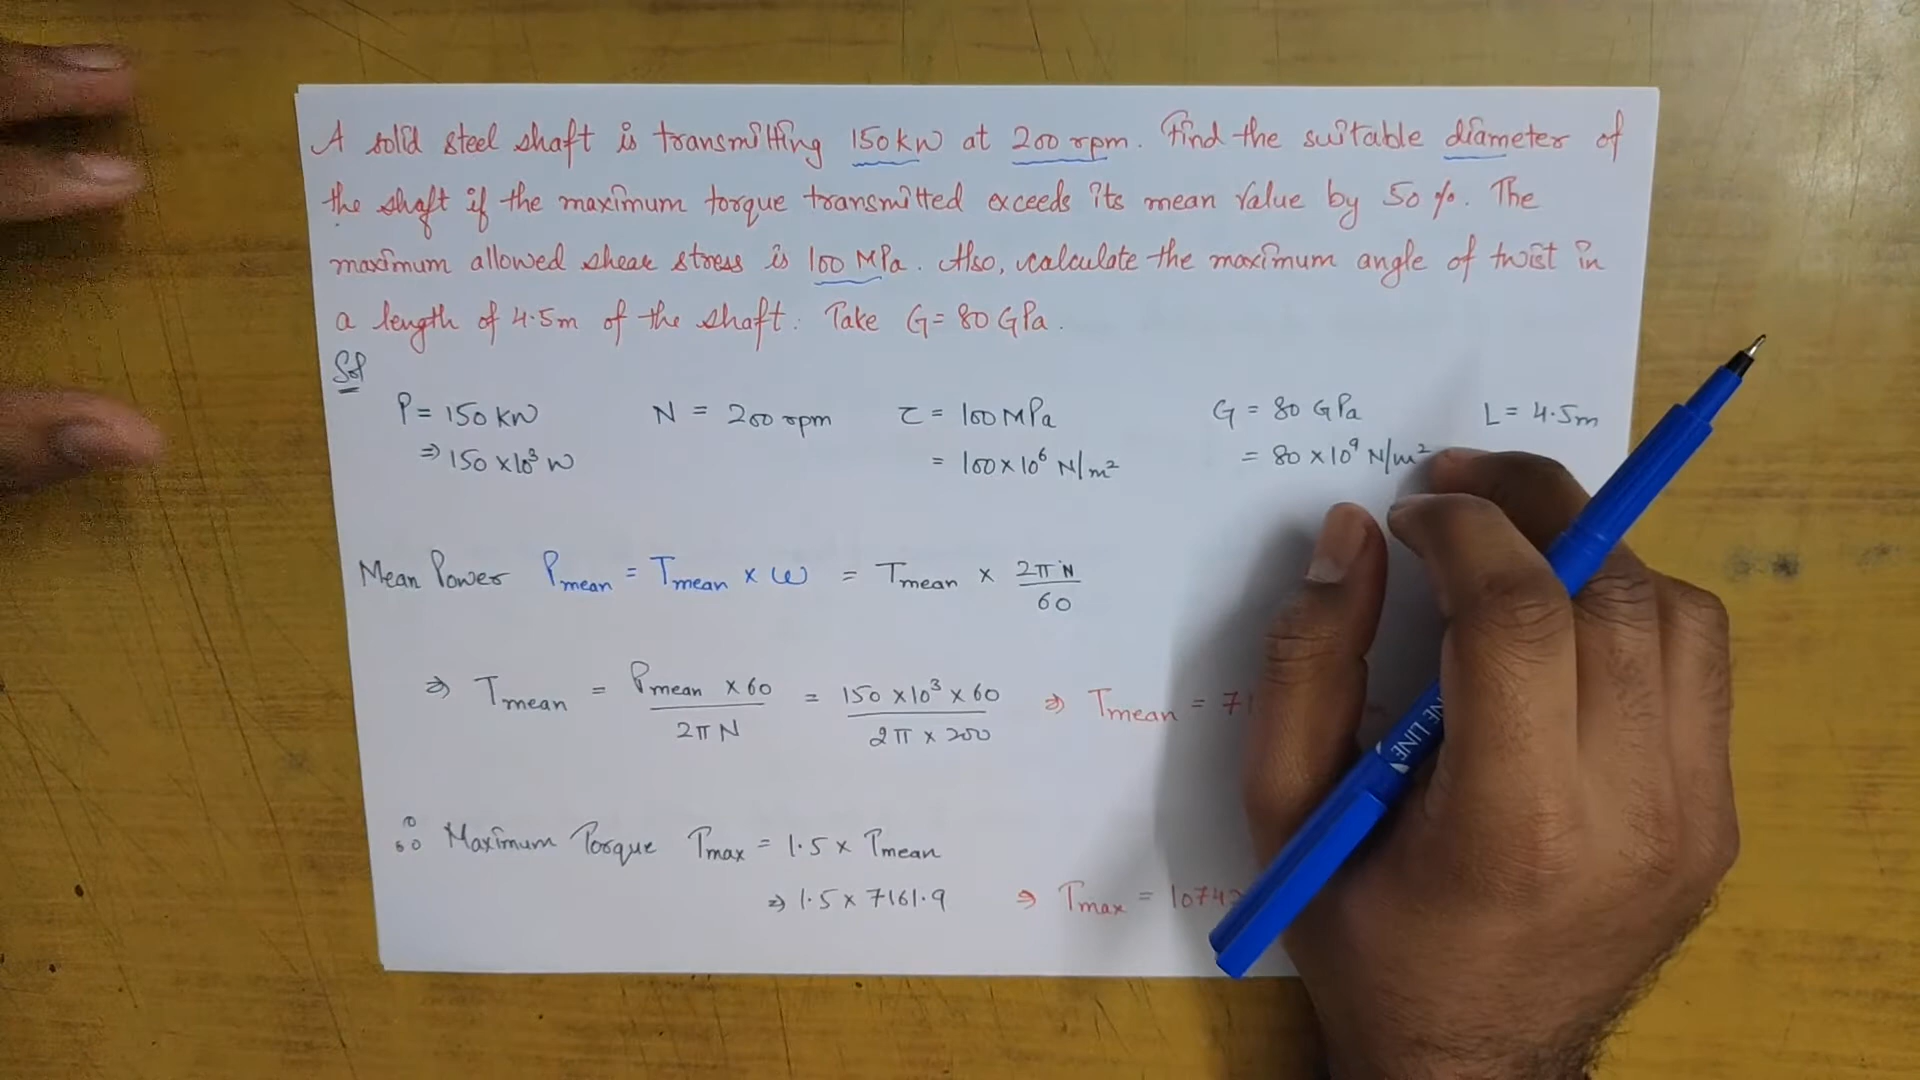 A solid steel shaft is transmitting 150kW at 200 rpm. Find the suitable diameter of
the shaft if the maximum torque transmitted exceeds its mean value by 50%. The
maximum allowed shear stress is 100 MPa. Also, calculate the maximum angle of twist in
a length of 4.5m of the shaft. Take G = 80 GPa.
Sol
P = 150 kW N = 200 rpm τ = 100 MPa G = 80 GPa L = 4.5m
⇒ 150 × 10³ W = 100 × 10⁶ N/m² = 80 × 10⁹ N/m²
Mean Power Pmean = Tmean × ω = Tmean × 2πN / 60
⇒ Tmean = Pmean × 60 / 2πN = 150 × 10³ × 60 / 2π × 200 ⇒ Tmean = 71
∴ Maximum Torque Tmax = 1.5 × Tmean
⇒ 1.5 × 7161.9 ⇒ Tmax = 1074
NE LINE